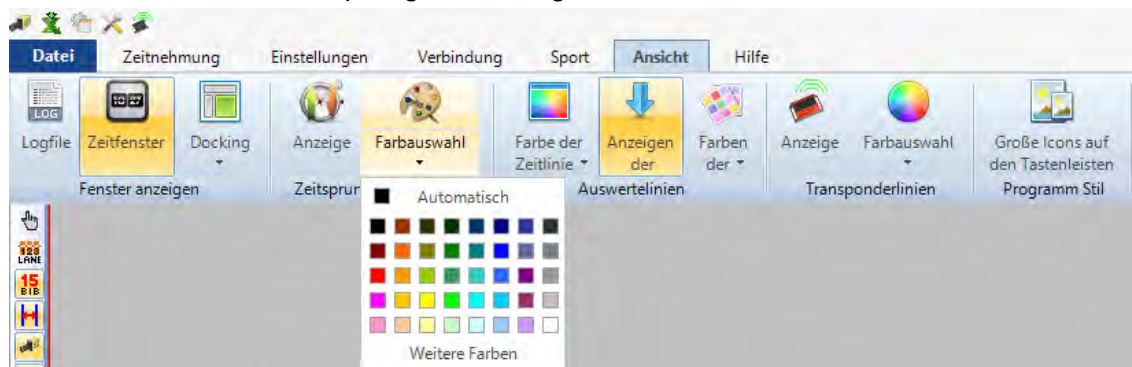 Datei Zeitnehmung Einstellungen Verbindung Sport Ansicht Hilfe
LOG
Logfile Zeitfenster Docking Anzeige Farbauswahl Farbe der Zeitlinie Anzeigen der Farben der Anzeige Farbauswahl Große Icons auf den Tastenleisten
Fenster anzeigen Zeitsprun Auswertelinien Transponderlinien Programm Stil
Automatisch
123
LANE
15
BIB
Weitere Farben